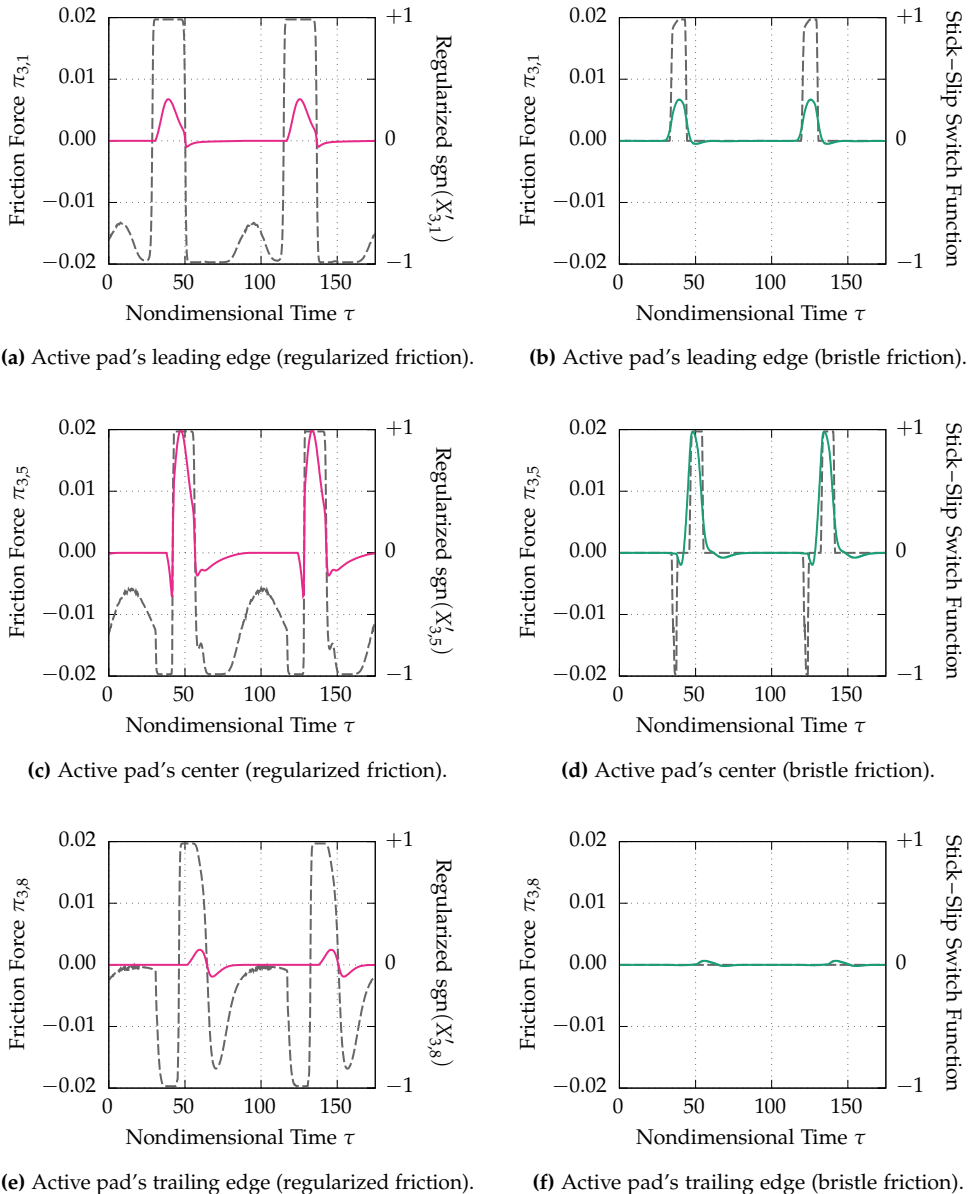 0.02
0.01
0.00
−0.01
−0.02
Friction Force π3,1
0 50 100 150
Nondimensional Time τ
+1
0
−1
Regularized sgn(X′3,1)
(a) Active pad's leading edge (regularized friction).
0.02
0.01
0.00
−0.01
−0.02
Friction Force π3,1
0 50 100 150
Nondimensional Time τ
+1
0
−1
Stick−Slip Switch Function
(b) Active pad's leading edge (bristle friction).
0.02
0.01
0.00
−0.01
−0.02
Friction Force π3,5
0 50 100 150
Nondimensional Time τ
+1
0
−1
Regularized sgn(X′3,5)
(c) Active pad's center (regularized friction).
0.02
0.01
0.00
−0.01
−0.02
Friction Force π3,5
0 50 100 150
Nondimensional Time τ
+1
0
−1
Stick−Slip Switch Function
(d) Active pad's center (bristle friction).
0.02
0.01
0.00
−0.01
−0.02
Friction Force π3,8
0 50 100 150
Nondimensional Time τ
+1
0
−1
Regularized sgn(X′3,8)
(e) Active pad's trailing edge (regularized friction).
0.02
0.01
0.00
−0.01
−0.02
Friction Force π3,8
0 50 100 150
Nondimensional Time τ
+1
0
−1
Stick−Slip Switch Function
(f) Active pad's trailing edge (bristle friction).